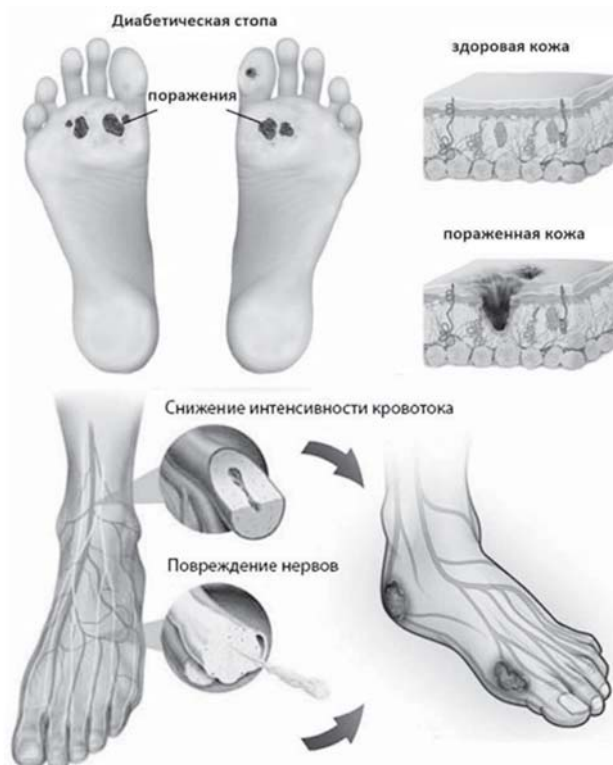 Диабетическая стопа
здоровая кожа
поражения
пораженная кожа
Снижение интенсивности кровотока
Повреждение нервов